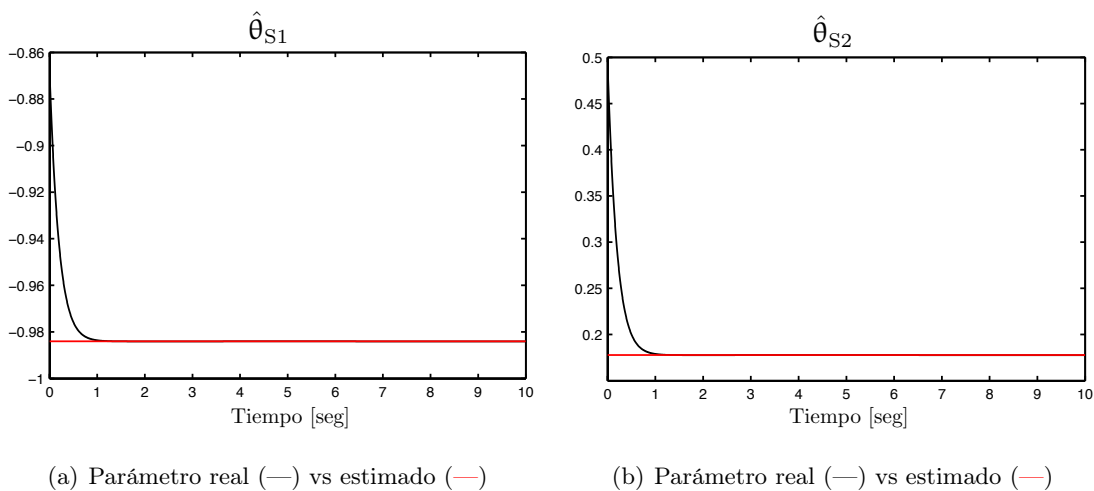 θ̂S1
−0.86
−0.88
−0.9
−0.92
−0.94
−0.96
−0.98
−1
0 1 2 3 4 5 6 7 8 9 10
Tiempo [seg]
(a) Parámetro real (—) vs estimado (—)
θ̂S2
0.5
0.45
0.4
0.35
0.3
0.25
0.2
0 1 2 3 4 5 6 7 8 9 10
Tiempo [seg]
(b) Parámetro real (—) vs estimado (—)